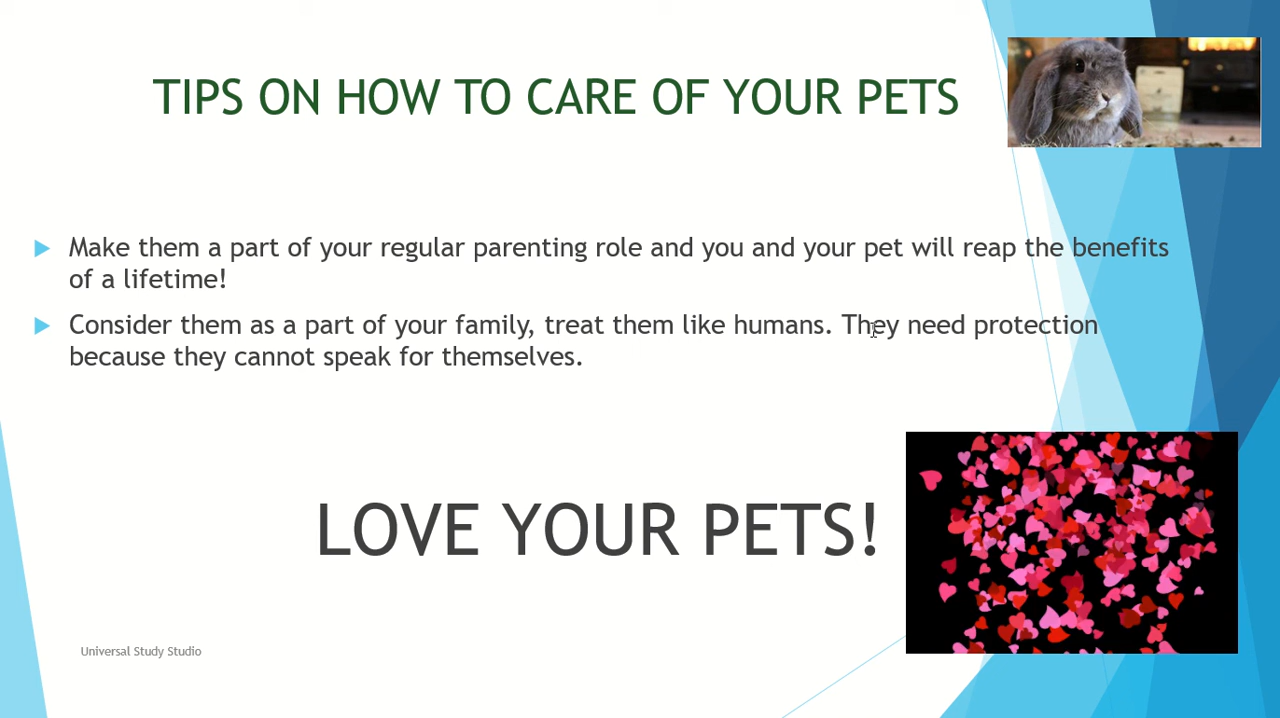 TIPS ON HOW TO CARE OF YOUR PETS
Make them a part of your regular parenting role and you and your pet will reap the benefits
of a lifetime!
Consider them as a part of your family, treat them like humans. They need protection
because they cannot speak for themselves.
LOVE YOUR PETS!
Universal Study Studio